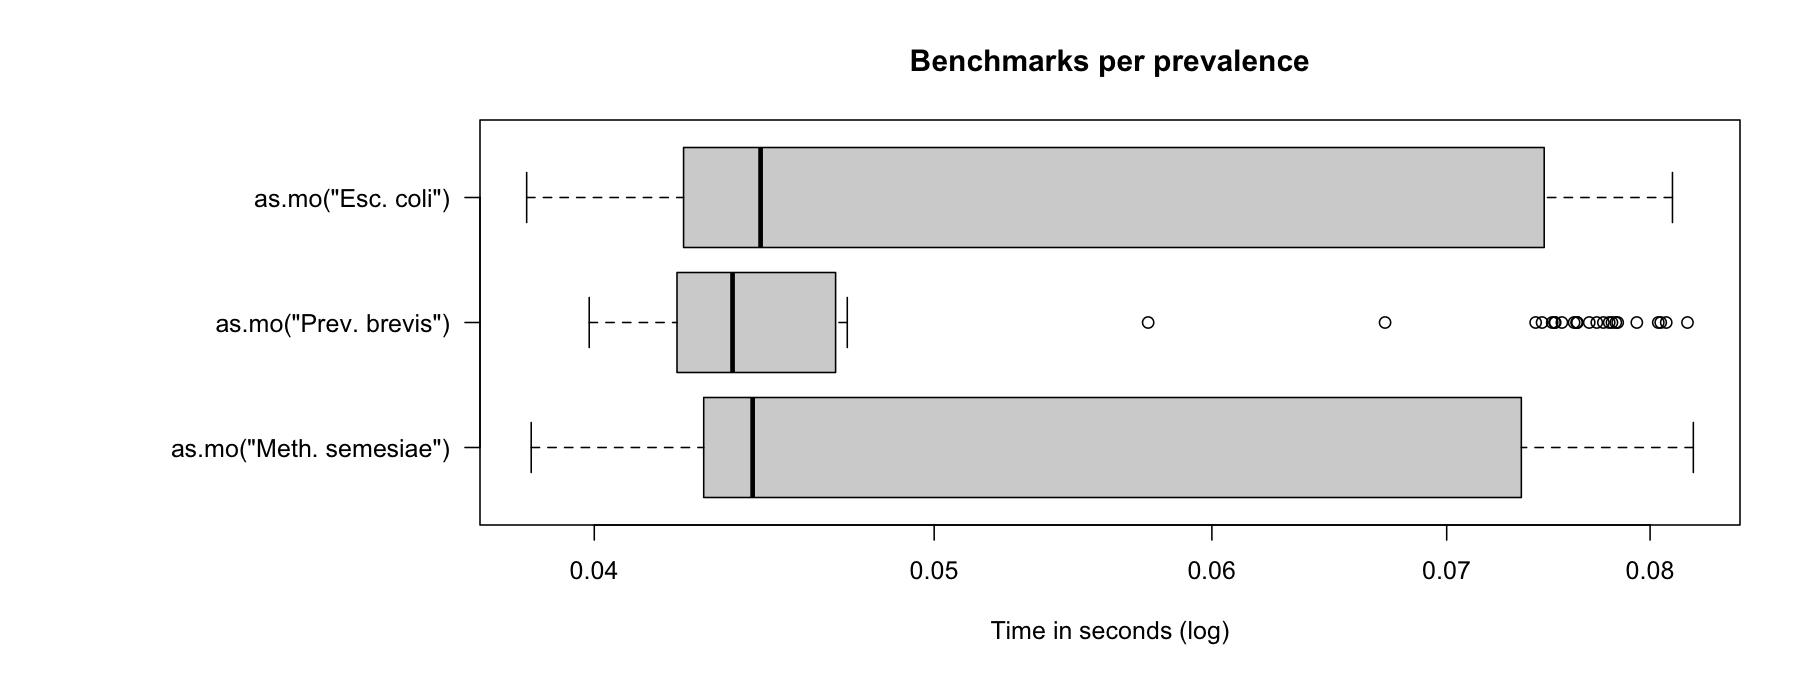 Benchmarks per prevalence
as.mo("Esc. coli")
as.mo("Prev. brevis")
as.mo("Meth. semesiae")
0.04 0.05 0.06 0.07 0.08
Time in seconds (log)